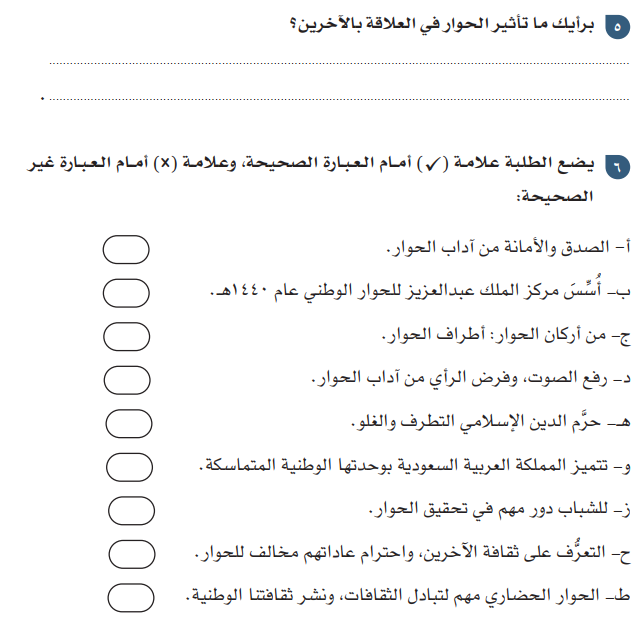 ٥ برأيك ما تأثير الحوار في العلاقة بالآخرين؟
................................................................
................................................................ .
٦ يضع الطلبة علامة (✓) أمام العبارة الصحيحة، وعلامة (×) أمام العبارة غير
الصحيحة:
أ- الصدق والأمانة من آداب الحوار.
ب- أُسِّسَ مركز الملك عبدالعزيز للحوار الوطني عام ١٤٤٠هـ.
ج- من أركان الحوار: أطراف الحوار.
د- رفع الصوت، وفرض الرأي من آداب الحوار.
هـ- حرَّم الدين الإسلامي التطرف والغلو.
و- تتميز المملكة العربية السعودية بوحدتها الوطنية المتماسكة.
ز- للشباب دور مهم في تحقيق الحوار.
ح- التعرُّف على ثقافة الآخرين، واحترام عاداتهم مخالف للحوار.
ط- الحوار الحضاري مهم لتبادل الثقافات، ونشر ثقافتنا الوطنية.